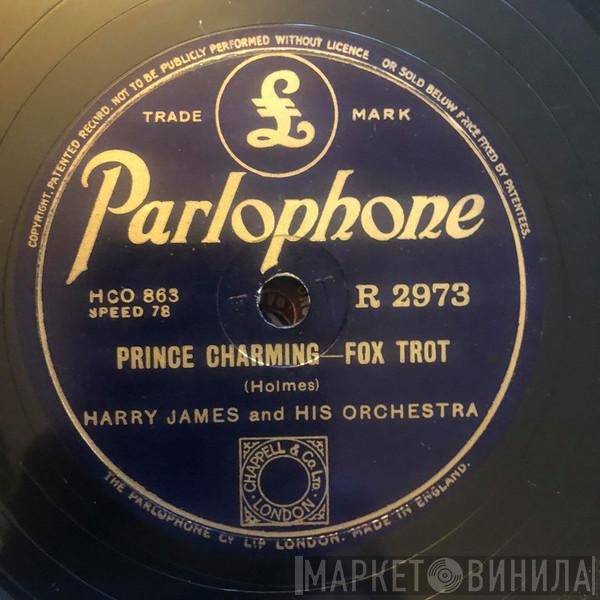 COPYRIGHT. PATENTED RECORD. NOT TO BE PUBLICLY PERFORMED WITHOUT LICENCE OR SOLD BELOW PRICE FIXED BY PATENTEES.
TRADE £ MARK
Parlophone
HCO 863 R 2973
SPEED 78
PRINCE CHARMING—FOX TROT
(Holmes)
HARRY JAMES and HIS ORCHESTRA
CHAPPELL & Co. LTD.
LONDON
THE PARLOPHONE Cy LTD LONDON. MADE IN ENGLAND.
МАРКЕТ ВИНИЛА